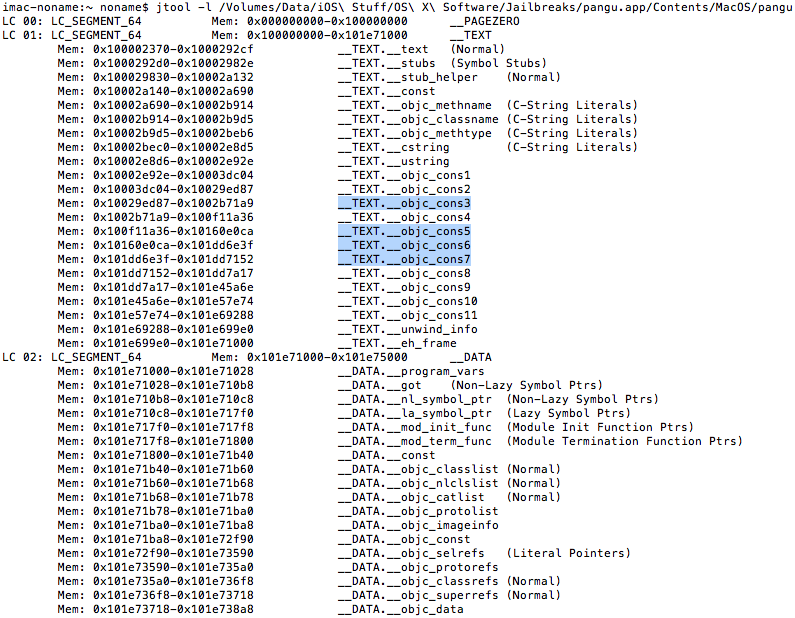 imac-noname:~ noname$ jtool -l /Volumes/Data/iOS\ Stuff/OS\ X\ Software/Jailbreaks/pangu.app/Contents/MacOS/pangu
LC 00: LC_SEGMENT_64 Mem: 0x000000000-0x100000000 __PAGEZERO
LC 01: LC_SEGMENT_64 Mem: 0x100000000-0x101e71000 __TEXT
Mem: 0x100002370-0x1000292cf __TEXT.__text (Normal)
Mem: 0x1000292d0-0x10002982e __TEXT.__stubs (Symbol Stubs)
Mem: 0x100029830-0x10002a132 __TEXT.__stub_helper (Normal)
Mem: 0x10002a140-0x10002a690 __TEXT.__const
Mem: 0x10002a690-0x10002b914 __TEXT.__objc_methname (C-String Literals)
Mem: 0x10002b914-0x10002b9d5 __TEXT.__objc_classname (C-String Literals)
Mem: 0x10002b9d5-0x10002beb6 __TEXT.__objc_methtype (C-String Literals)
Mem: 0x10002bec0-0x10002e8d5 __TEXT.__cstring (C-String Literals)
Mem: 0x10002e8d6-0x10002e92e __TEXT.__ustring
Mem: 0x10002e92e-0x10003dc04 __TEXT.__objc_cons1
Mem: 0x10003dc04-0x10029ed87 __TEXT.__objc_cons2
Mem: 0x10029ed87-0x1002b71a9 __TEXT.__objc_cons3
Mem: 0x1002b71a9-0x100f11a36 __TEXT.__objc_cons4
Mem: 0x100f11a36-0x10160e0ca __TEXT.__objc_cons5
Mem: 0x10160e0ca-0x101dd6e3f __TEXT.__objc_cons6
Mem: 0x101dd6e3f-0x101dd7152 __TEXT.__objc_cons7
Mem: 0x101dd7152-0x101dd7a17 __TEXT.__objc_cons8
Mem: 0x101dd7a17-0x101e45a6e __TEXT.__objc_cons9
Mem: 0x101e45a6e-0x101e57e74 __TEXT.__objc_cons10
Mem: 0x101e57e74-0x101e69288 __TEXT.__objc_cons11
Mem: 0x101e69288-0x101e699e0 __TEXT.__unwind_info
Mem: 0x101e699e0-0x101e71000 __TEXT.__eh_frame
LC 02: LC_SEGMENT_64 Mem: 0x101e71000-0x101e75000 __DATA
Mem: 0x101e71000-0x101e71028 __DATA.__program_vars
Mem: 0x101e71028-0x101e710b8 __DATA.__got (Non-Lazy Symbol Ptrs)
Mem: 0x101e710b8-0x101e710c8 __DATA.__nl_symbol_ptr (Non-Lazy Symbol Ptrs)
Mem: 0x101e710c8-0x101e717f0 __DATA.__la_symbol_ptr (Lazy Symbol Ptrs)
Mem: 0x101e717f0-0x101e717f8 __DATA.__mod_init_func (Module Init Function Ptrs)
Mem: 0x101e717f8-0x101e71800 __DATA.__mod_term_func (Module Termination Function Ptrs)
Mem: 0x101e71800-0x101e71b40 __DATA.__const
Mem: 0x101e71b40-0x101e71b60 __DATA.__objc_classlist (Normal)
Mem: 0x101e71b60-0x101e71b68 __DATA.__objc_nlclslist (Normal)
Mem: 0x101e71b68-0x101e71b78 __DATA.__objc_catlist (Normal)
Mem: 0x101e71b78-0x101e71ba0 __DATA.__objc_protolist
Mem: 0x101e71ba0-0x101e71ba8 __DATA.__objc_imageinfo
Mem: 0x101e71ba8-0x101e72f90 __DATA.__objc_const
Mem: 0x101e72f90-0x101e73590 __DATA.__objc_selrefs (Literal Pointers)
Mem: 0x101e73590-0x101e735a0 __DATA.__objc_protorefs
Mem: 0x101e735a0-0x101e736f8 __DATA.__objc_classrefs (Normal)
Mem: 0x101e736f8-0x101e73718 __DATA.__objc_superrefs (Normal)
Mem: 0x101e73718-0x101e738a8 __DATA.__objc_data